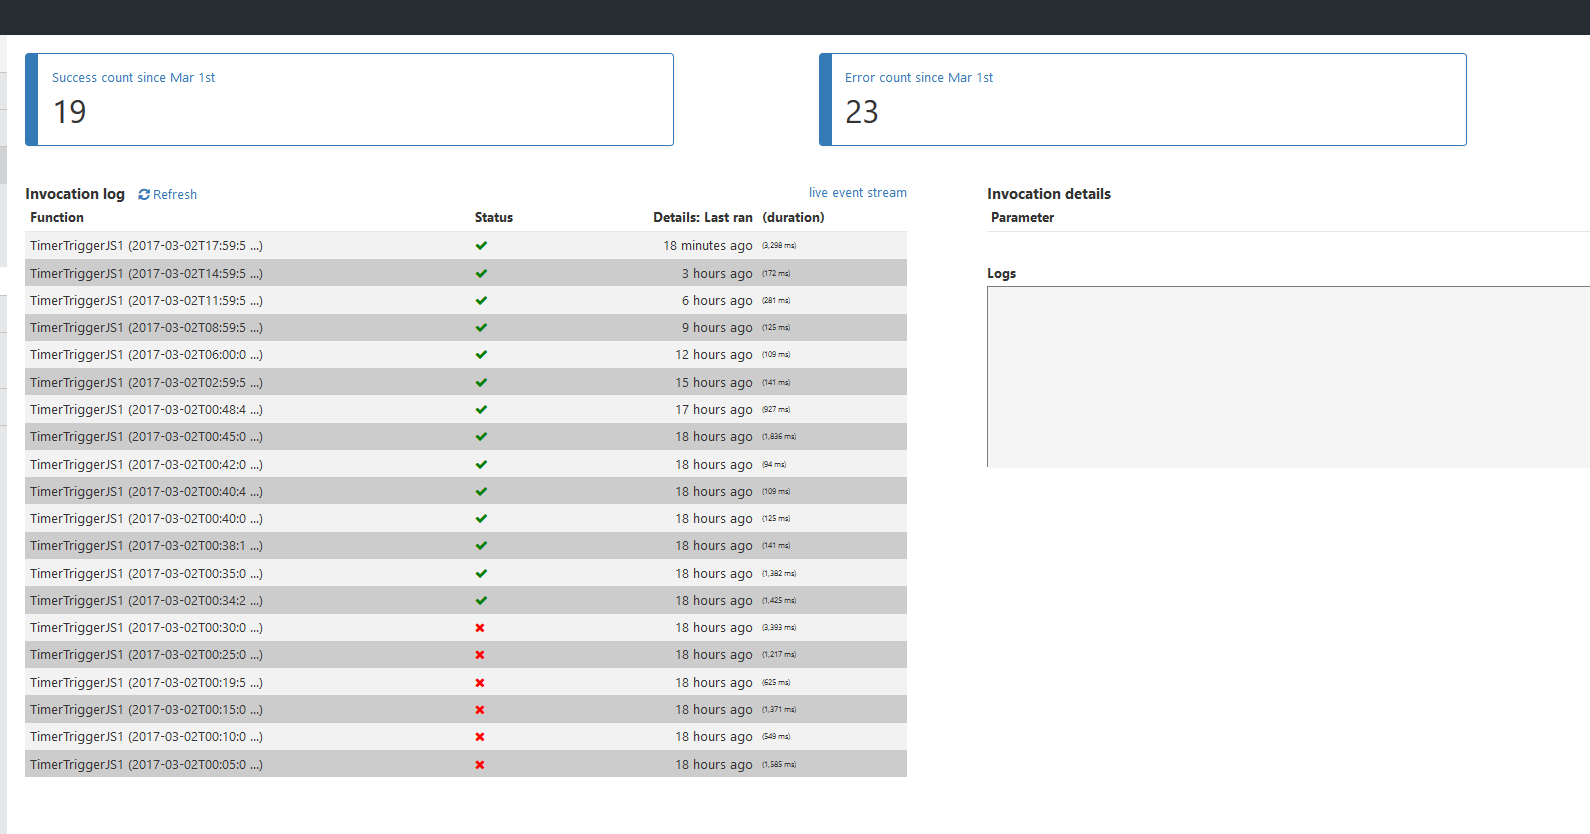 Success count since Mar 1st
19
Error count since Mar 1st
23
Invocation log Refresh live event stream
Function Status Details: Last ran (duration)
TimerTriggerJS1 (2017-03-02T17:59:5 ...) 18 minutes ago (3,298 ms)
TimerTriggerJS1 (2017-03-02T14:59:5 ...) 3 hours ago (172 ms)
TimerTriggerJS1 (2017-03-02T11:59:5 ...) 6 hours ago (281 ms)
TimerTriggerJS1 (2017-03-02T08:59:5 ...) 9 hours ago (125 ms)
TimerTriggerJS1 (2017-03-02T06:00:0 ...) 12 hours ago (109 ms)
TimerTriggerJS1 (2017-03-02T02:59:5 ...) 15 hours ago (141 ms)
TimerTriggerJS1 (2017-03-02T00:48:4 ...) 17 hours ago (927 ms)
TimerTriggerJS1 (2017-03-02T00:45:0 ...) 18 hours ago (1,836 ms)
TimerTriggerJS1 (2017-03-02T00:42:0 ...) 18 hours ago (94 ms)
TimerTriggerJS1 (2017-03-02T00:40:4 ...) 18 hours ago (109 ms)
TimerTriggerJS1 (2017-03-02T00:40:0 ...) 18 hours ago (125 ms)
TimerTriggerJS1 (2017-03-02T00:38:1 ...) 18 hours ago (141 ms)
TimerTriggerJS1 (2017-03-02T00:35:0 ...) 18 hours ago (1,382 ms)
TimerTriggerJS1 (2017-03-02T00:34:2 ...) 18 hours ago (1,425 ms)
TimerTriggerJS1 (2017-03-02T00:30:0 ...) 18 hours ago (3,393 ms)
TimerTriggerJS1 (2017-03-02T00:25:0 ...) 18 hours ago (1,217 ms)
TimerTriggerJS1 (2017-03-02T00:19:5 ...) 18 hours ago (625 ms)
TimerTriggerJS1 (2017-03-02T00:15:0 ...) 18 hours ago (1,371 ms)
TimerTriggerJS1 (2017-03-02T00:10:0 ...) 18 hours ago (549 ms)
TimerTriggerJS1 (2017-03-02T00:05:0 ...) 18 hours ago (1,585 ms)
Invocation details
Parameter
Logs